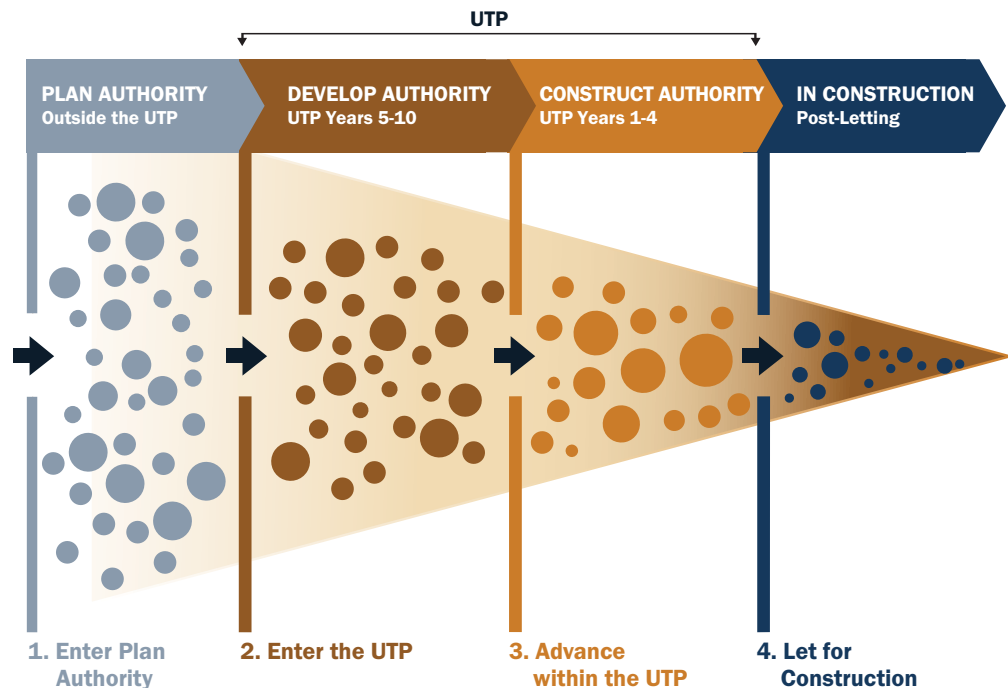 UTP
PLAN AUTHORITY
Outside the UTP
DEVELOP AUTHORITY
UTP Years 5-10
CONSTRUCT AUTHORITY
UTP Years 1-4
IN CONSTRUCTION
Post-Letting
1. Enter Plan
Authority
2. Enter the UTP
3. Advance
within the UTP
4. Let for
Construction